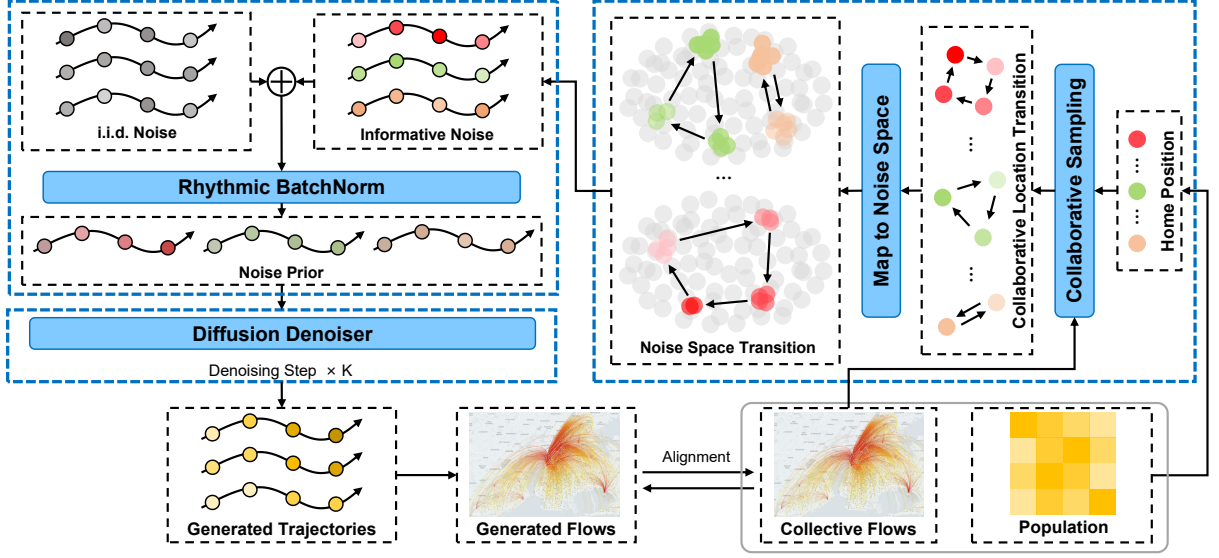 i.i.d. Noise
Informative Noise
Rhythmic BatchNorm
Noise Prior
Diffusion Denoiser
Denoising Step × K
...
Noise Space Transition
Map to Noise Space
...
...
Collaborative Location Transition
Collaborative Sampling
...
...
Home Position
Generated Trajectories
Generated Flows
Alignment
Collective Flows
Population